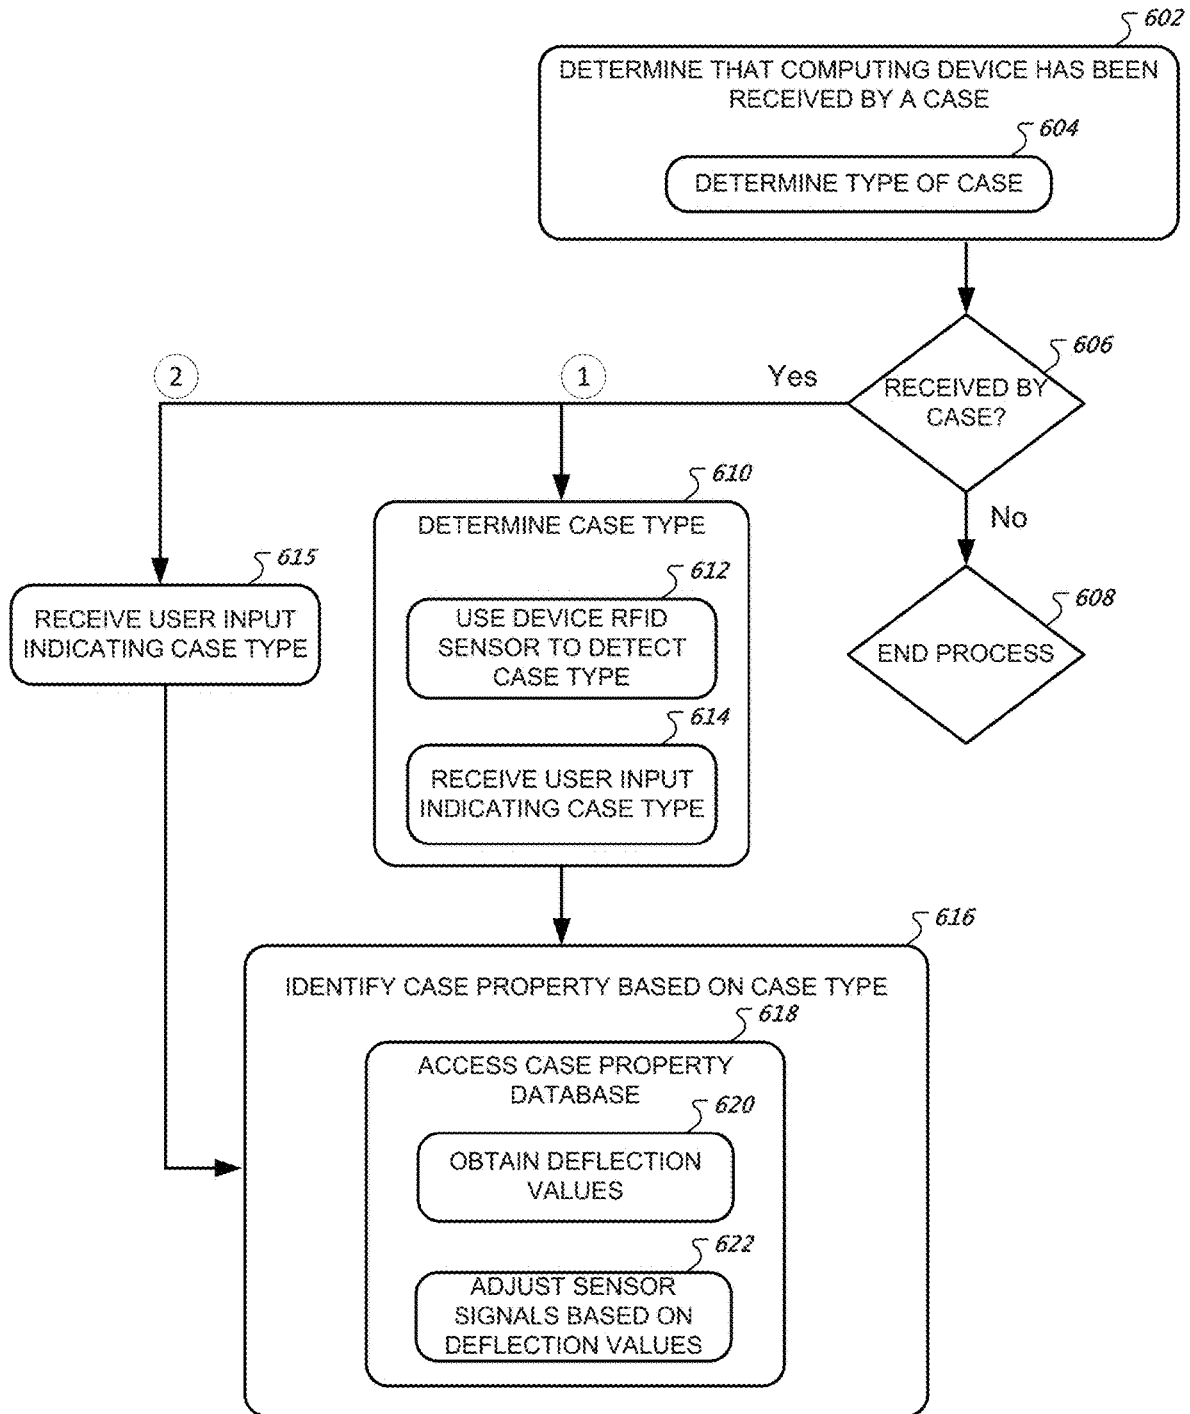 602
DETERMINE THAT COMPUTING DEVICE HAS BEEN
RECEIVED BY A CASE
604
DETERMINE TYPE OF CASE
606
RECEIVED BY
CASE?
Yes
1
2
No
608
END PROCESS
610
DETERMINE CASE TYPE
612
USE DEVICE RFID
SENSOR TO DETECT
CASE TYPE
614
RECEIVE USER INPUT
INDICATING CASE TYPE
615
RECEIVE USER INPUT
INDICATING CASE TYPE
616
IDENTIFY CASE PROPERTY BASED ON CASE TYPE
618
ACCESS CASE PROPERTY
DATABASE
620
OBTAIN DEFLECTION
VALUES
622
ADJUST SENSOR
SIGNALS BASED ON
DEFLECTION VALUES